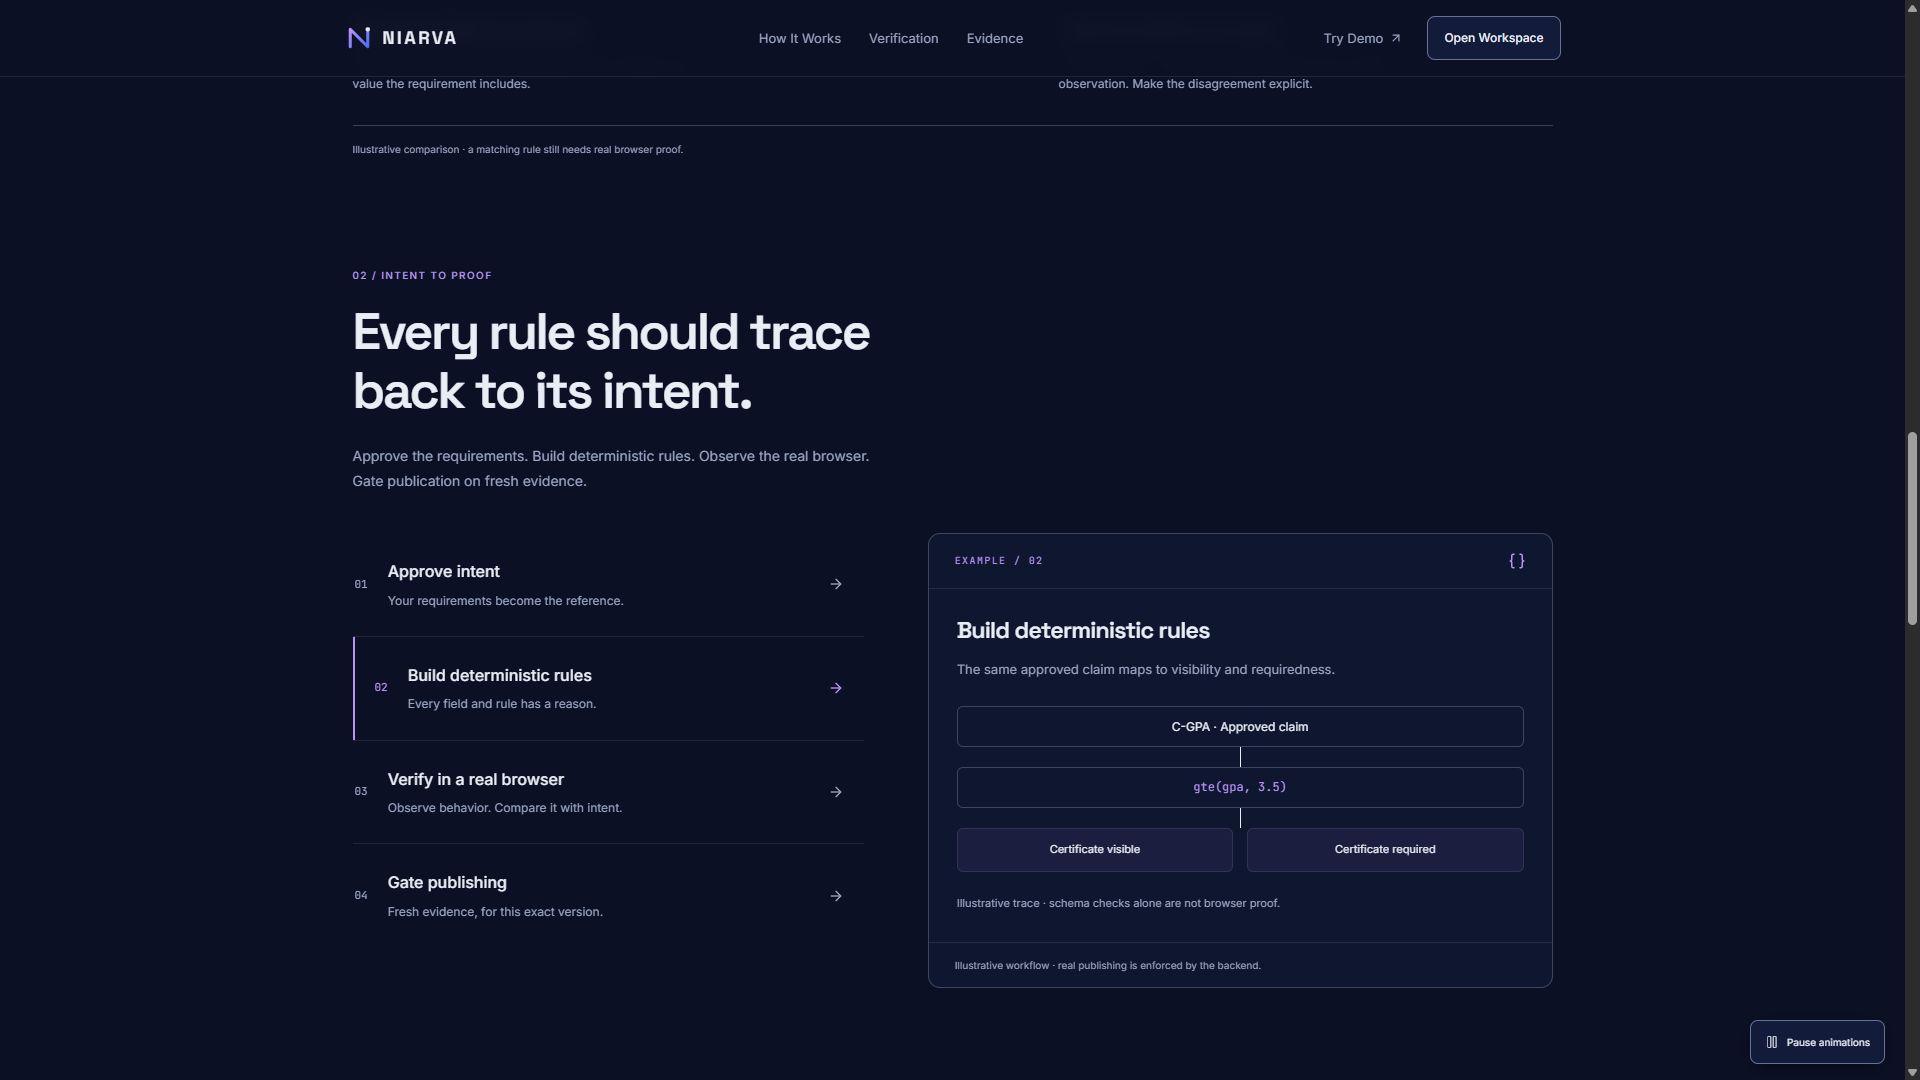 NIARVA
How It Works
Verification
Evidence
Try Demo
Open Workspace
value the requirement includes.
observation. Make the disagreement explicit.
Illustrative comparison · a matching rule still needs real browser proof.
02 / INTENT TO PROOF
Every rule should trace
back to its intent.
Approve the requirements. Build deterministic rules. Observe the real browser.
Gate publication on fresh evidence.
01
Approve intent
Your requirements become the reference.
02
Build deterministic rules
Every field and rule has a reason.
03
Verify in a real browser
Observe behavior. Compare it with intent.
04
Gate publishing
Fresh evidence, for this exact version.
EXAMPLE / 02
{}
Build deterministic rules
The same approved claim maps to visibility and requiredness.
C-GPA · Approved claim
gte(gpa, 3.5)
Certificate visible
Certificate required
Illustrative trace · schema checks alone are not browser proof.
Illustrative workflow · real publishing is enforced by the backend.
Pause animations